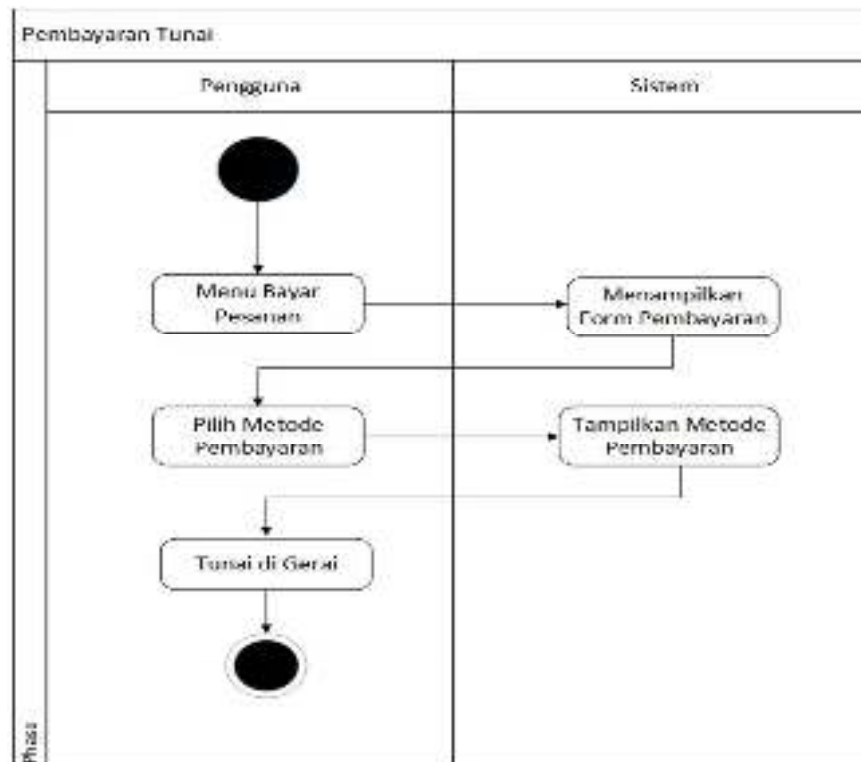 Pembayaran Tunai
Pengguna
Sistem
Menu Bayar
Pesanan
Menampilkan
Form Pembayaran
Pilih Metode
Pembayaran
Tampilkan Metode
Pembayaran
Tunai di Gerai
Phase